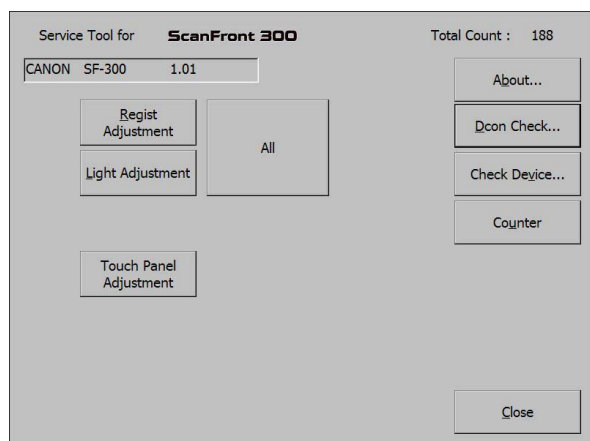 Service Tool for ScanFront 300 Total Count : 188
CANON SF-300 1.01
About...
Regist
Adjustment
All
Dcon Check...
Light Adjustment
Check Device...
Counter
Touch Panel
Adjustment
Close